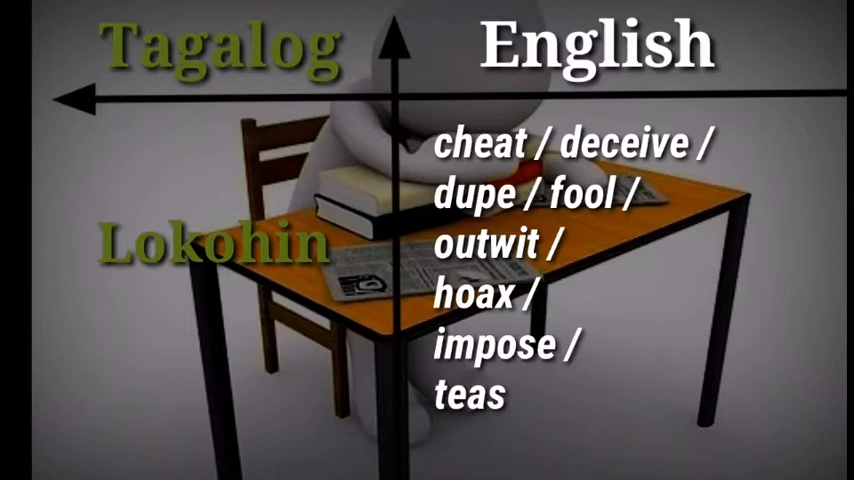 Tagalog English
Lokohin
cheat / deceive /
dupe / fool /
outwit /
hoax /
impose /
teas